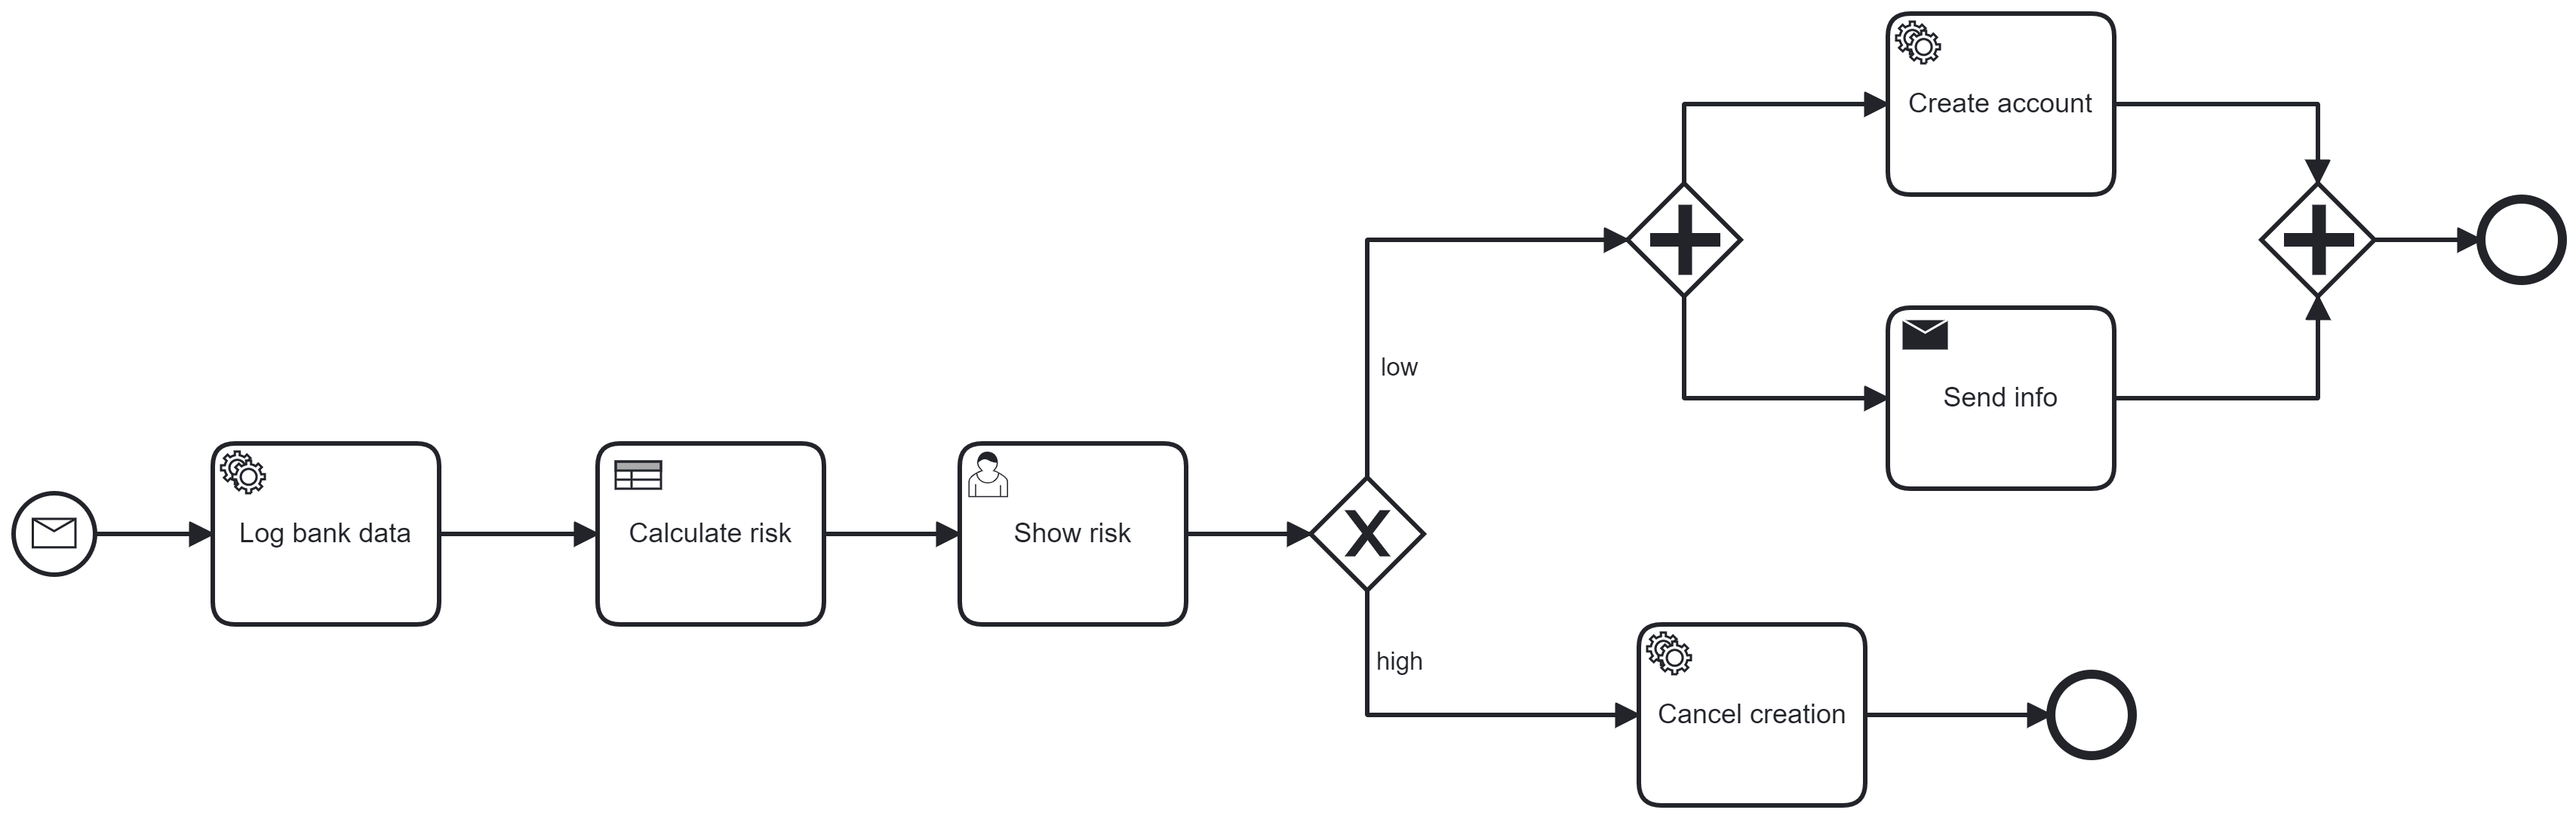 Log bank data
Calculate risk
Show risk
low
high
Create account
Send info
Cancel creation